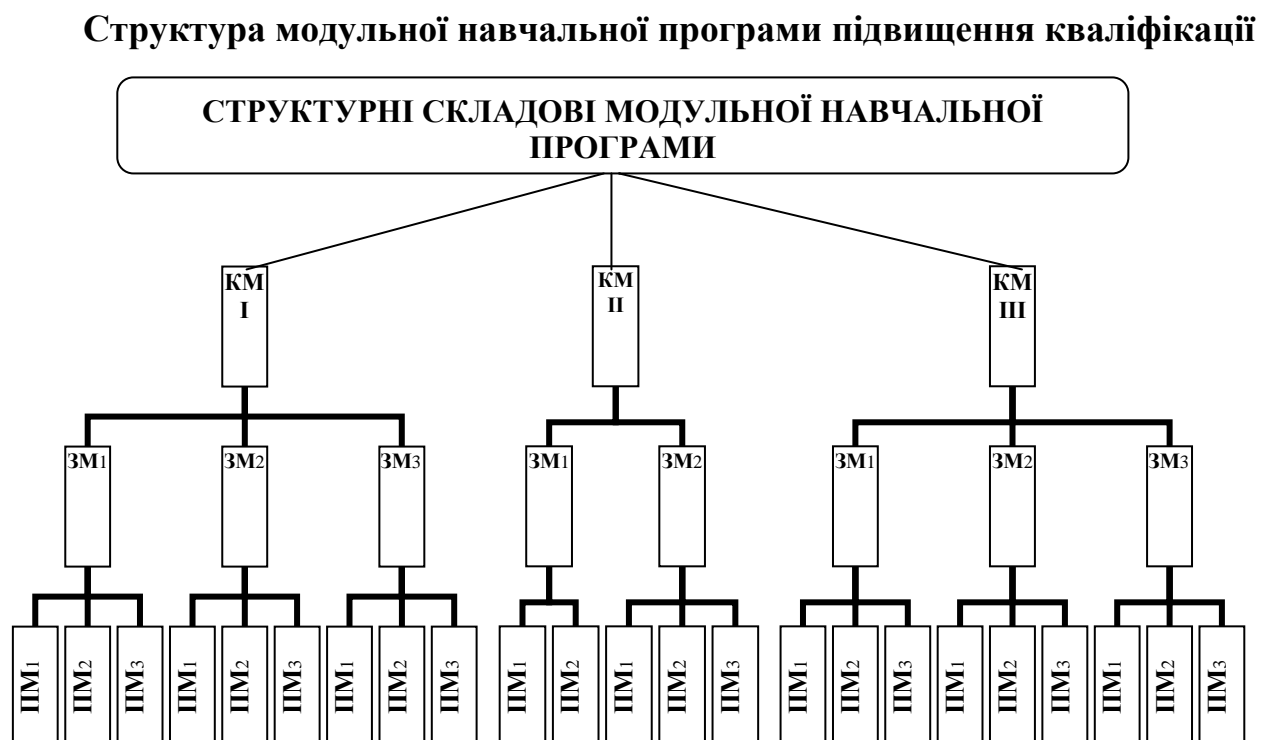 Структура модульної навчальної програми підвищення кваліфікації
СТРУКТУРНІ СКЛАДОВІ МОДУЛЬНОЇ НАВЧАЛЬНОЇ
ПРОГРАМИ
КМ
І
КМ
ІІ
КМ
ІІІ
ЗМ1
ЗМ2
ЗМ3
ЗМ1
ЗМ2
ЗМ1
ЗМ2
ЗМ3
ПМ1
ПМ2
ПМ3
ПМ1
ПМ2
ПМ3
ПМ1
ПМ2
ПМ3
ПМ1
ПМ2
ПМ1
ПМ2
ПМ3
ПМ1
ПМ2
ПМ3
ПМ1
ПМ2
ПМ3
ПМ1
ПМ2
ПМ3